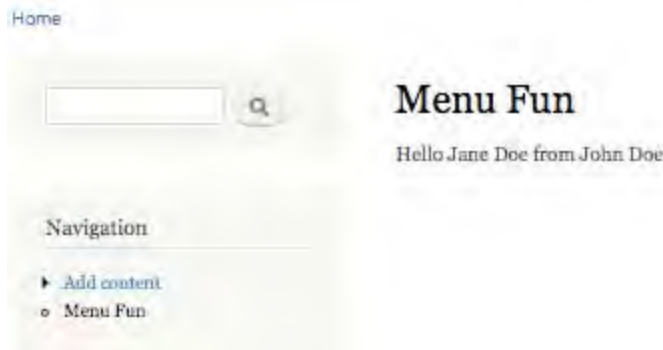 Home
Menu Fun
Hello Jane Doe from John Doe
Navigation
Add content
Menu Fun